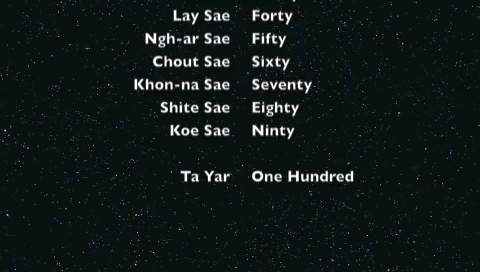 Lay Sae Forty
Ngh-ar Sae Fifty
Chout Sae Sixty
Khon-na Sae Seventy
Shite Sae Eighty
Koe Sae Ninty
Ta Yar One Hundred